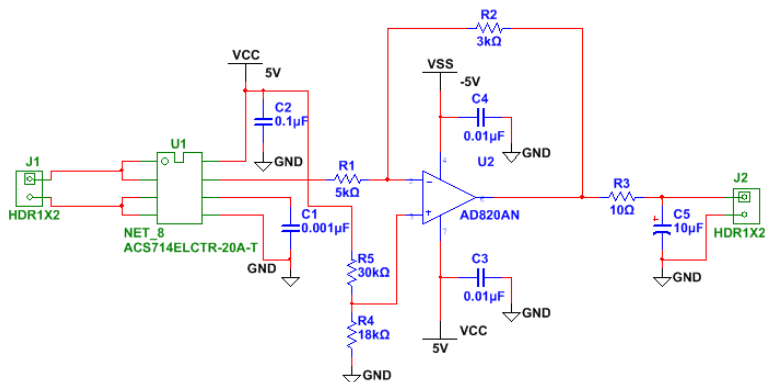 R2
3kΩ
VCC
5V
VSS
-5V
C2
0.1µF
C4
0.01µF
GND
U1
GND
R1
5kΩ
U2
4
2
6
3
7
AD820AN
J1
HDR1X2
C1
0.001µF
NET_8
ACS714ELCTR-20A-T
GND
R5
30kΩ
R4
18kΩ
GND
C3
0.01µF
GND
VCC
5V
R3
10Ω
C5
10µF
GND
J2
HDR1X2